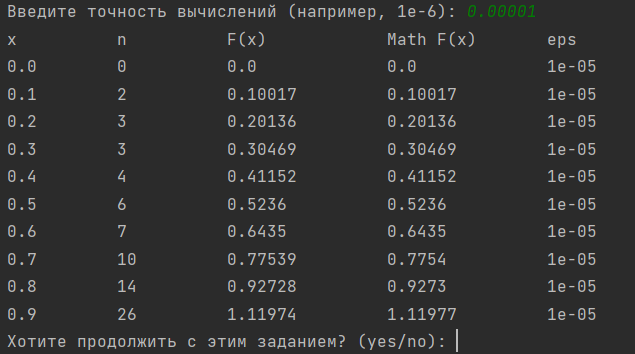 Введите точность вычислений (например, 1e-6): 0.00001
x n F(x) Math F(x) eps
0.0 0 0.0 0.0 1e-05
0.1 2 0.10017 0.10017 1e-05
0.2 3 0.20136 0.20136 1e-05
0.3 3 0.30469 0.30469 1e-05
0.4 4 0.41152 0.41152 1e-05
0.5 6 0.5236 0.5236 1e-05
0.6 7 0.6435 0.6435 1e-05
0.7 10 0.77539 0.7754 1e-05
0.8 14 0.92728 0.9273 1e-05
0.9 26 1.11974 1.11977 1e-05
Хотите продолжить с этим заданием? (yes/no):